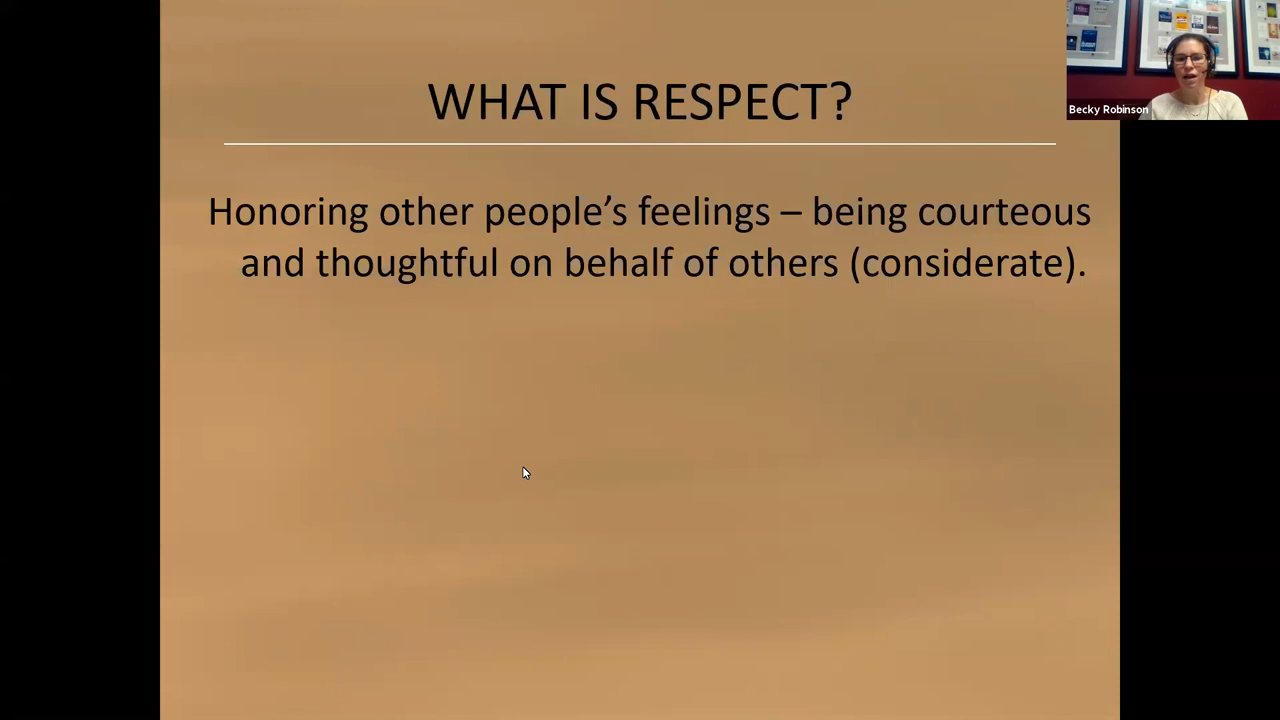 WHAT IS RESPECT?
Honoring other people’s feelings – being courteous
and thoughtful on behalf of others (considerate).
Becky Robinson